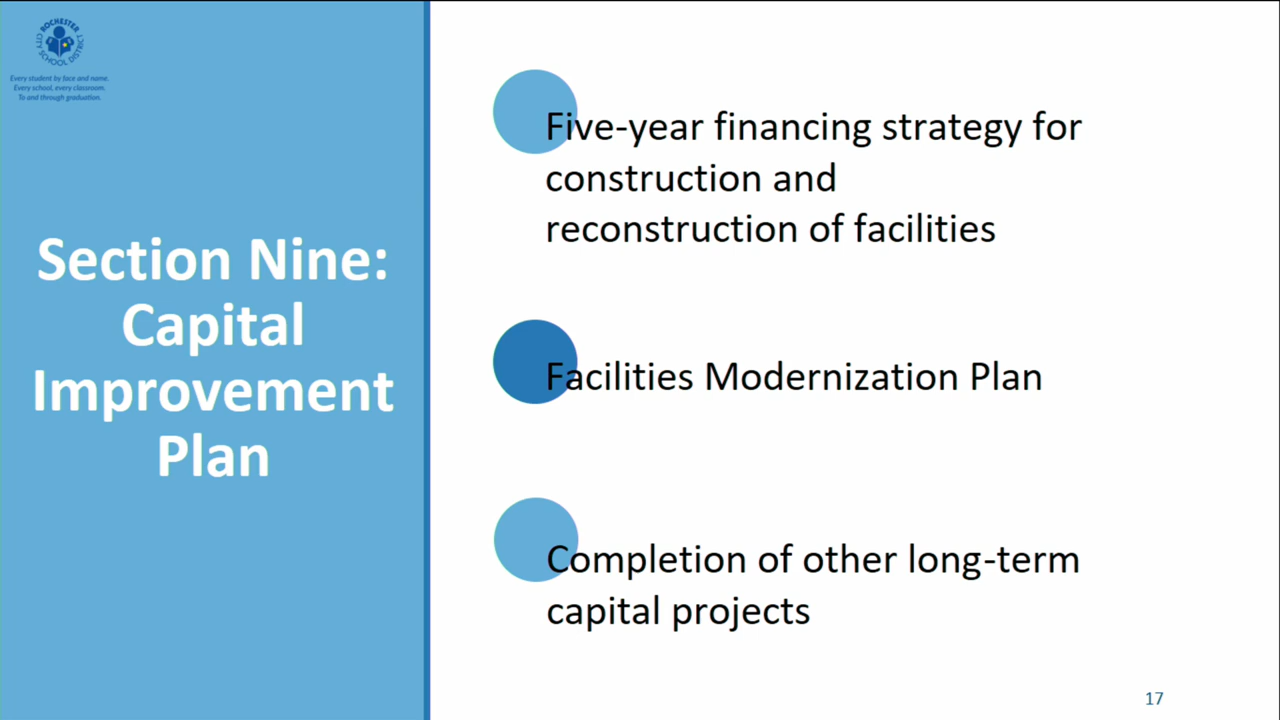 ROCHESTER
CITY SCHOOL DISTRICT
Every student by face and name.
Every school, every classroom.
To and through graduation.
Section Nine:
Capital
Improvement
Plan
Five-year financing strategy for
construction and
reconstruction of facilities
Facilities Modernization Plan
Completion of other long-term
capital projects
17